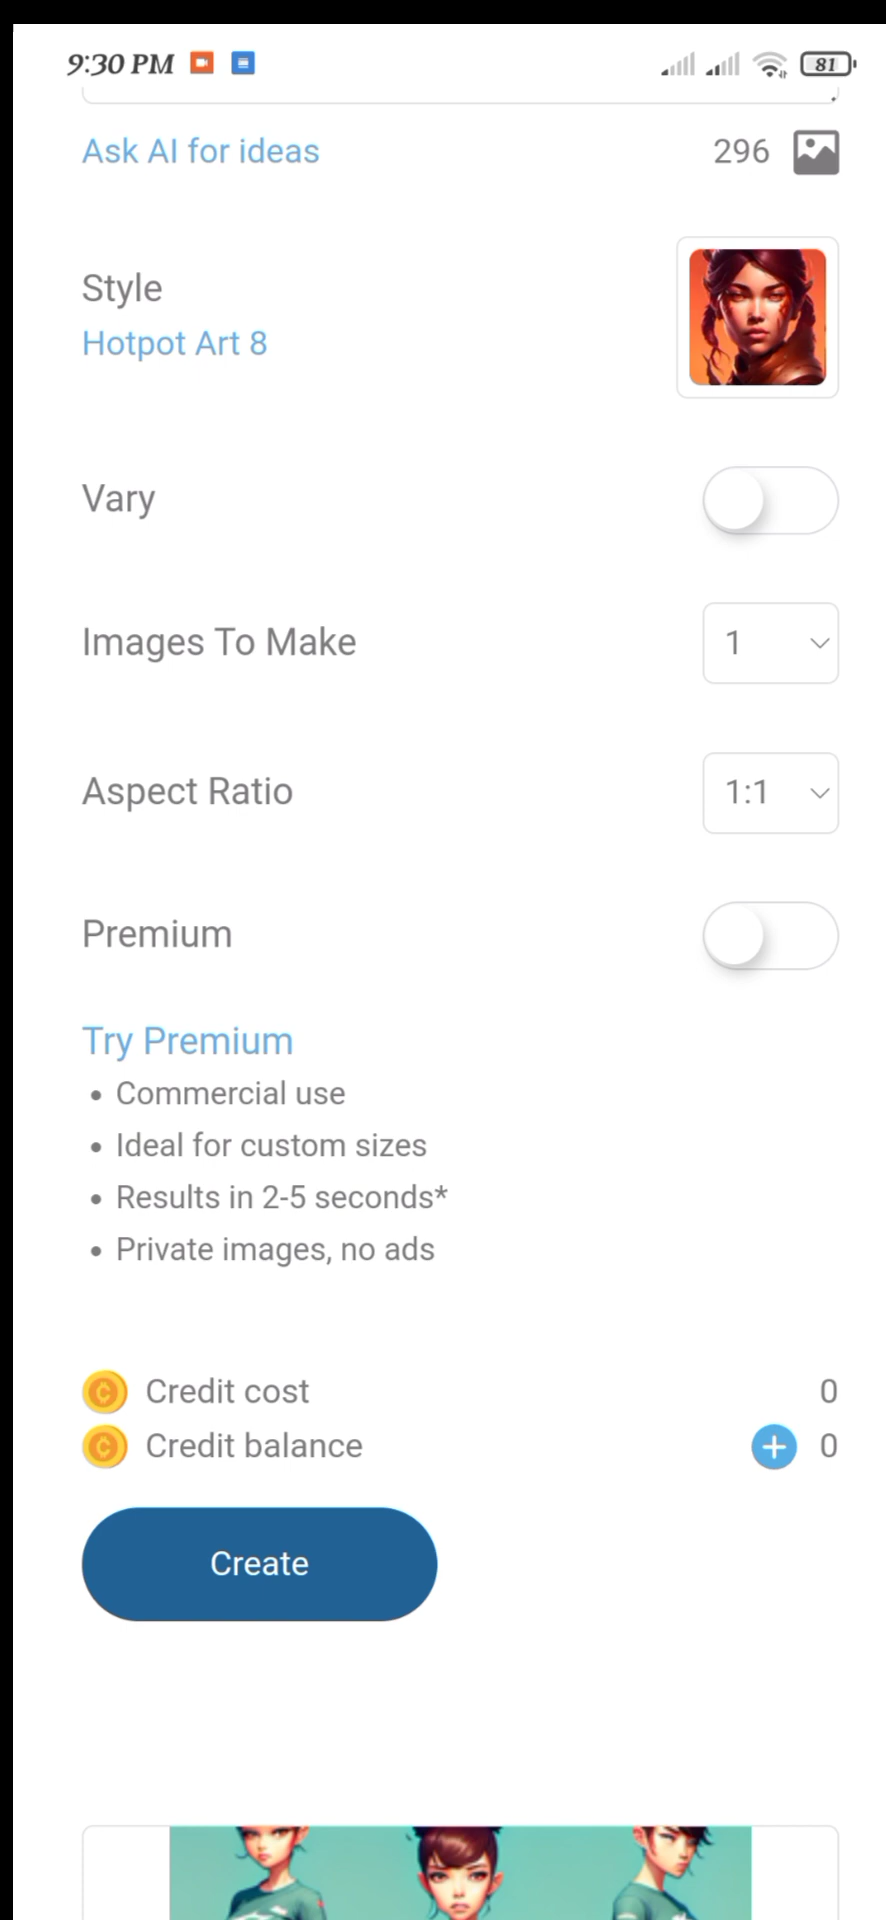 9:30 PM
81
Ask AI for ideas
296
Style
Hotpot Art 8
Vary
Images To Make
1
Aspect Ratio
1:1
Premium
Try Premium
• Commercial use
• Ideal for custom sizes
• Results in 2-5 seconds*
• Private images, no ads
Credit cost
0
Credit balance
0
Create